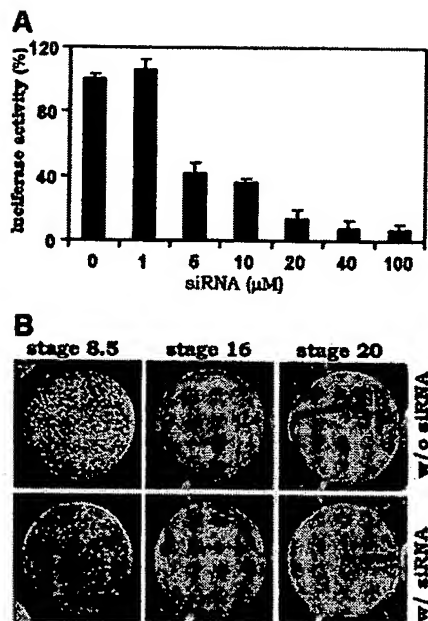 A
luciferase activity (%)
120
80
40
0
0 1 5 10 20 40 100
siRNA (µM)
B
stage 8.5 stage 16 stage 20
w/o siRNA
w/ siRNA